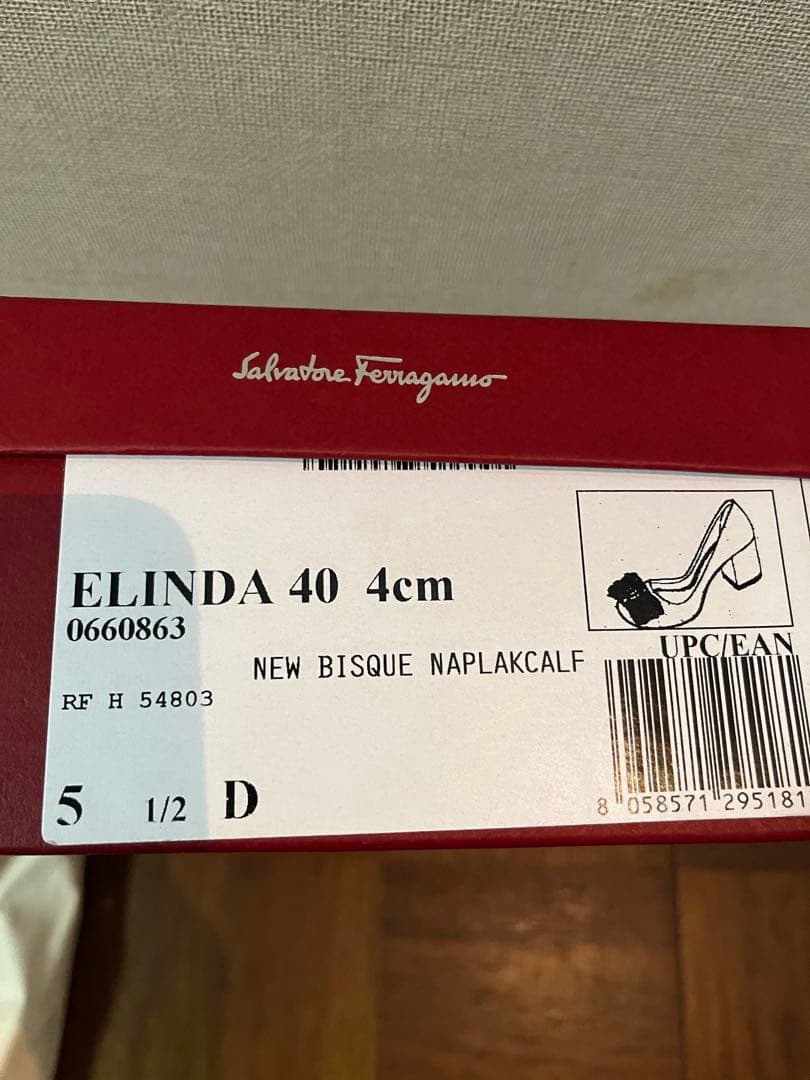 Salvatore Ferragamo
ELINDA 40 4cm
0660863
NEW BISQUE NAPLAKCALF
UPC/EAN
RF H 54803
5 1/2 D
8 058571 295181